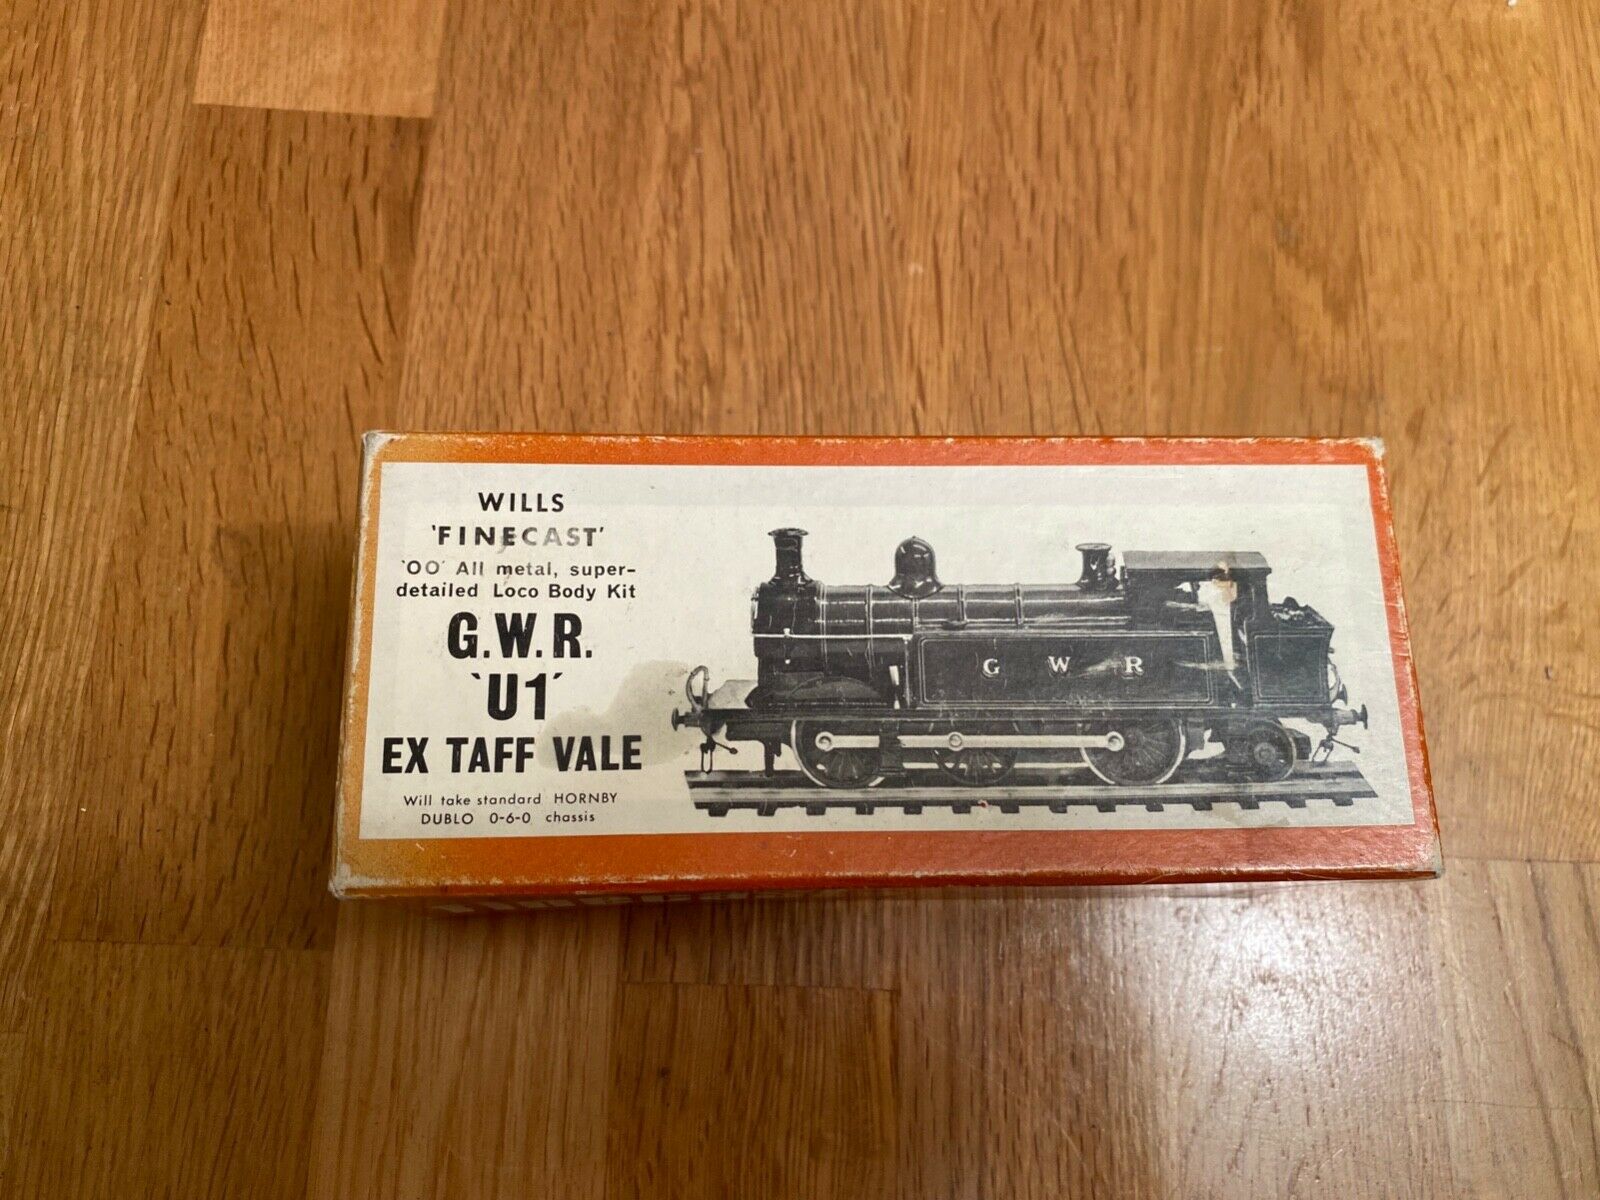 WILLS
'FINECAST'
'OO' All metal, super-
detailed Loco Body Kit
G.W.R.
'U1'
EX TAFF VALE
Will take standard HORNBY
DUBLO 0-6-0 chassis
G W R